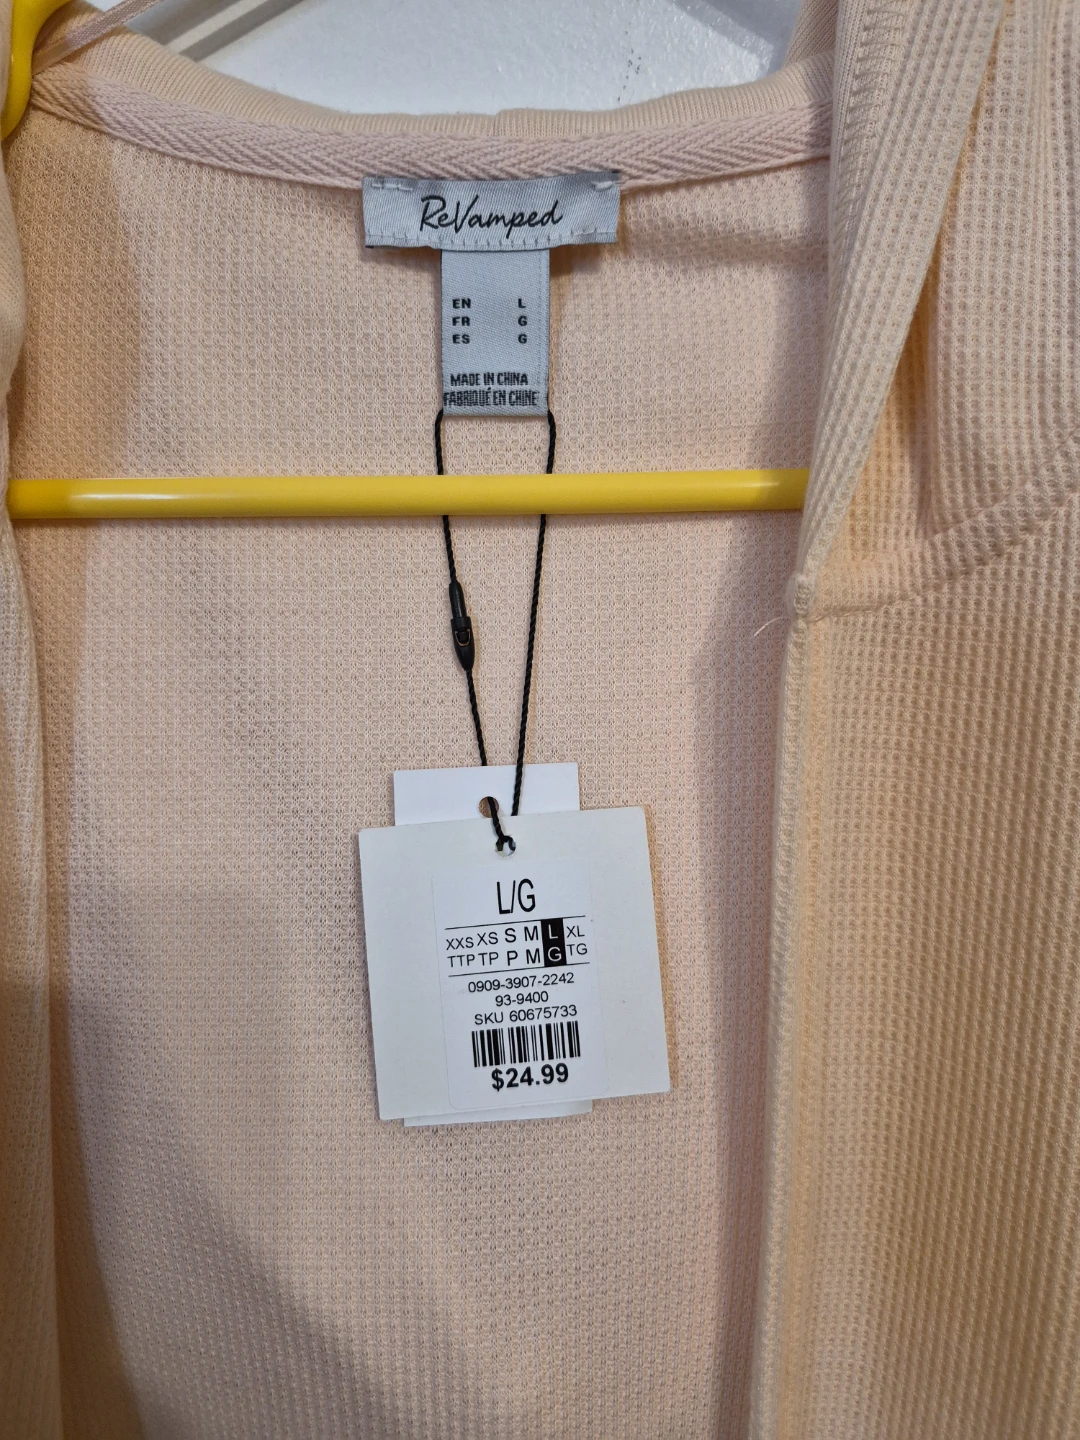 ReVamped
EN L
FR G
ES G
MADE IN CHINA
FABRIQUÉ EN CHINE
L/G
XXS XS S M L XL
TTP TP P M G TG
0909-3907-2242
93-9400
SKU 60675733
$24.99